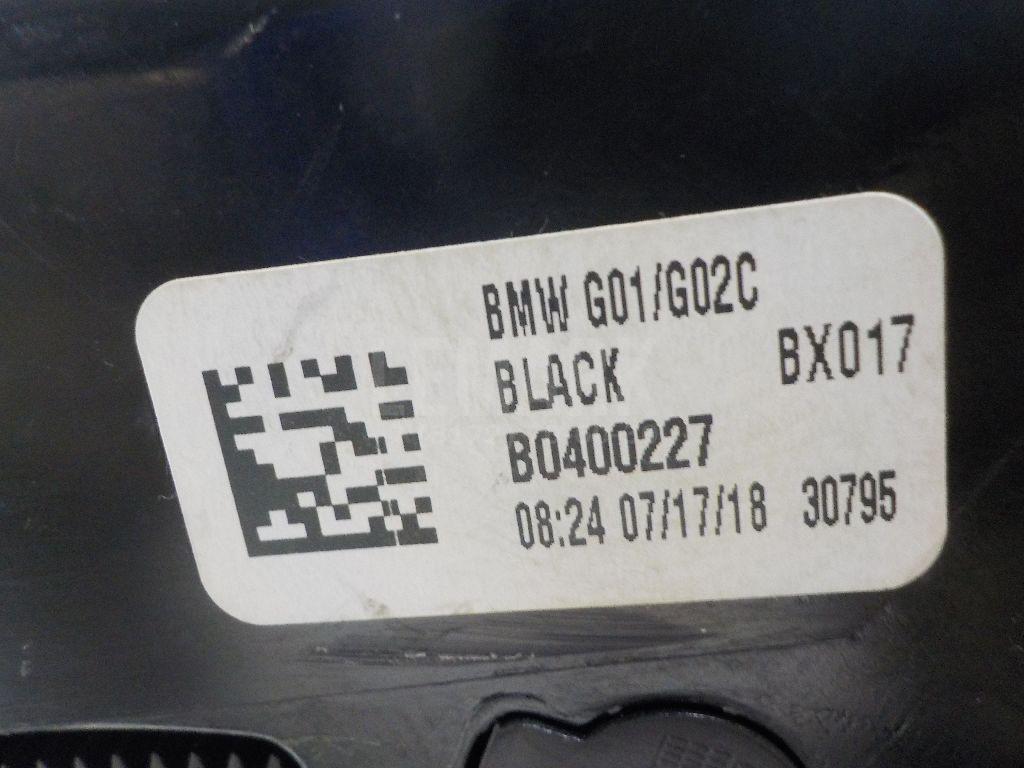 BMW G01/G02C
BLACK BX017
B0400227
08:24 07/17/18 30795